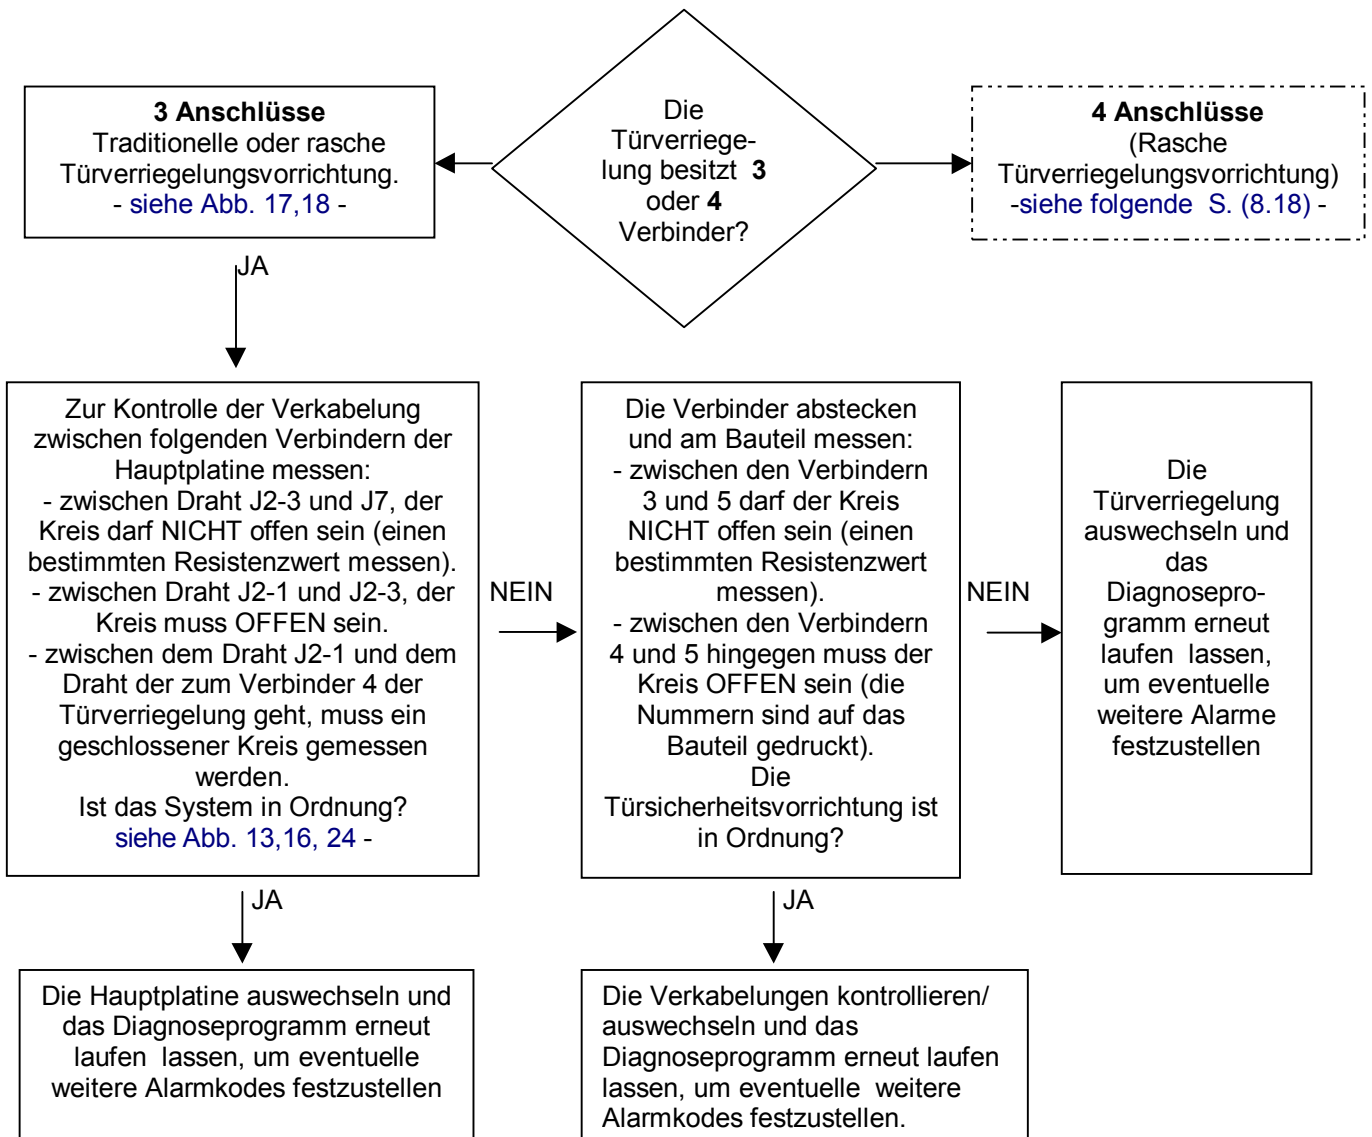 3 Anschlüsse
Traditionelle oder rasche
Türverriegelungsvorrichtung.
- siehe Abb. 17,18 -
Die
Türverriege-
lung besitzt 3
oder 4
Verbinder?
4 Anschlüsse
(Rasche
Türverriegelungsvorrichtung)
-siehe folgende S. (8.18) -
JA
Zur Kontrolle der Verkabelung
zwischen folgenden Verbindern der
Hauptplatine messen:
- zwischen Draht J2-3 und J7, der
Kreis darf NICHT offen sein (einen
bestimmten Resistenzwert messen).
- zwischen Draht J2-1 und J2-3, der
Kreis muss OFFEN sein.
- zwischen dem Draht J2-1 und dem
Draht der zum Verbinder 4 der
Türverriegelung geht, muss ein
geschlossener Kreis gemessen
werden.
Ist das System in Ordnung?
siehe Abb. 13,16, 24 -
NEIN
Die Verbinder abstecken
und am Bauteil messen:
- zwischen den Verbindern
3 und 5 darf der Kreis
NICHT offen sein (einen
bestimmten Resistenzwert
messen).
- zwischen den Verbindern
4 und 5 hingegen muss der
Kreis OFFEN sein (die
Nummern sind auf das
Bauteil gedruckt).
Die
Türsicherheitsvorrichtung ist
in Ordnung?
NEIN
Die
Türverriegelung
auswechseln und
das
Diagnosepro-
gramm erneut
laufen lassen,
um eventuelle
weitere Alarme
festzustellen
JA
Die Hauptplatine auswechseln und
das Diagnoseprogramm erneut
laufen lassen, um eventuelle
weitere Alarmkodes festzustellen
JA
Die Verkabelungen kontrollieren/
auswechseln und das
Diagnoseprogramm erneut laufen
lassen, um eventuelle weitere
Alarmkodes festzustellen.